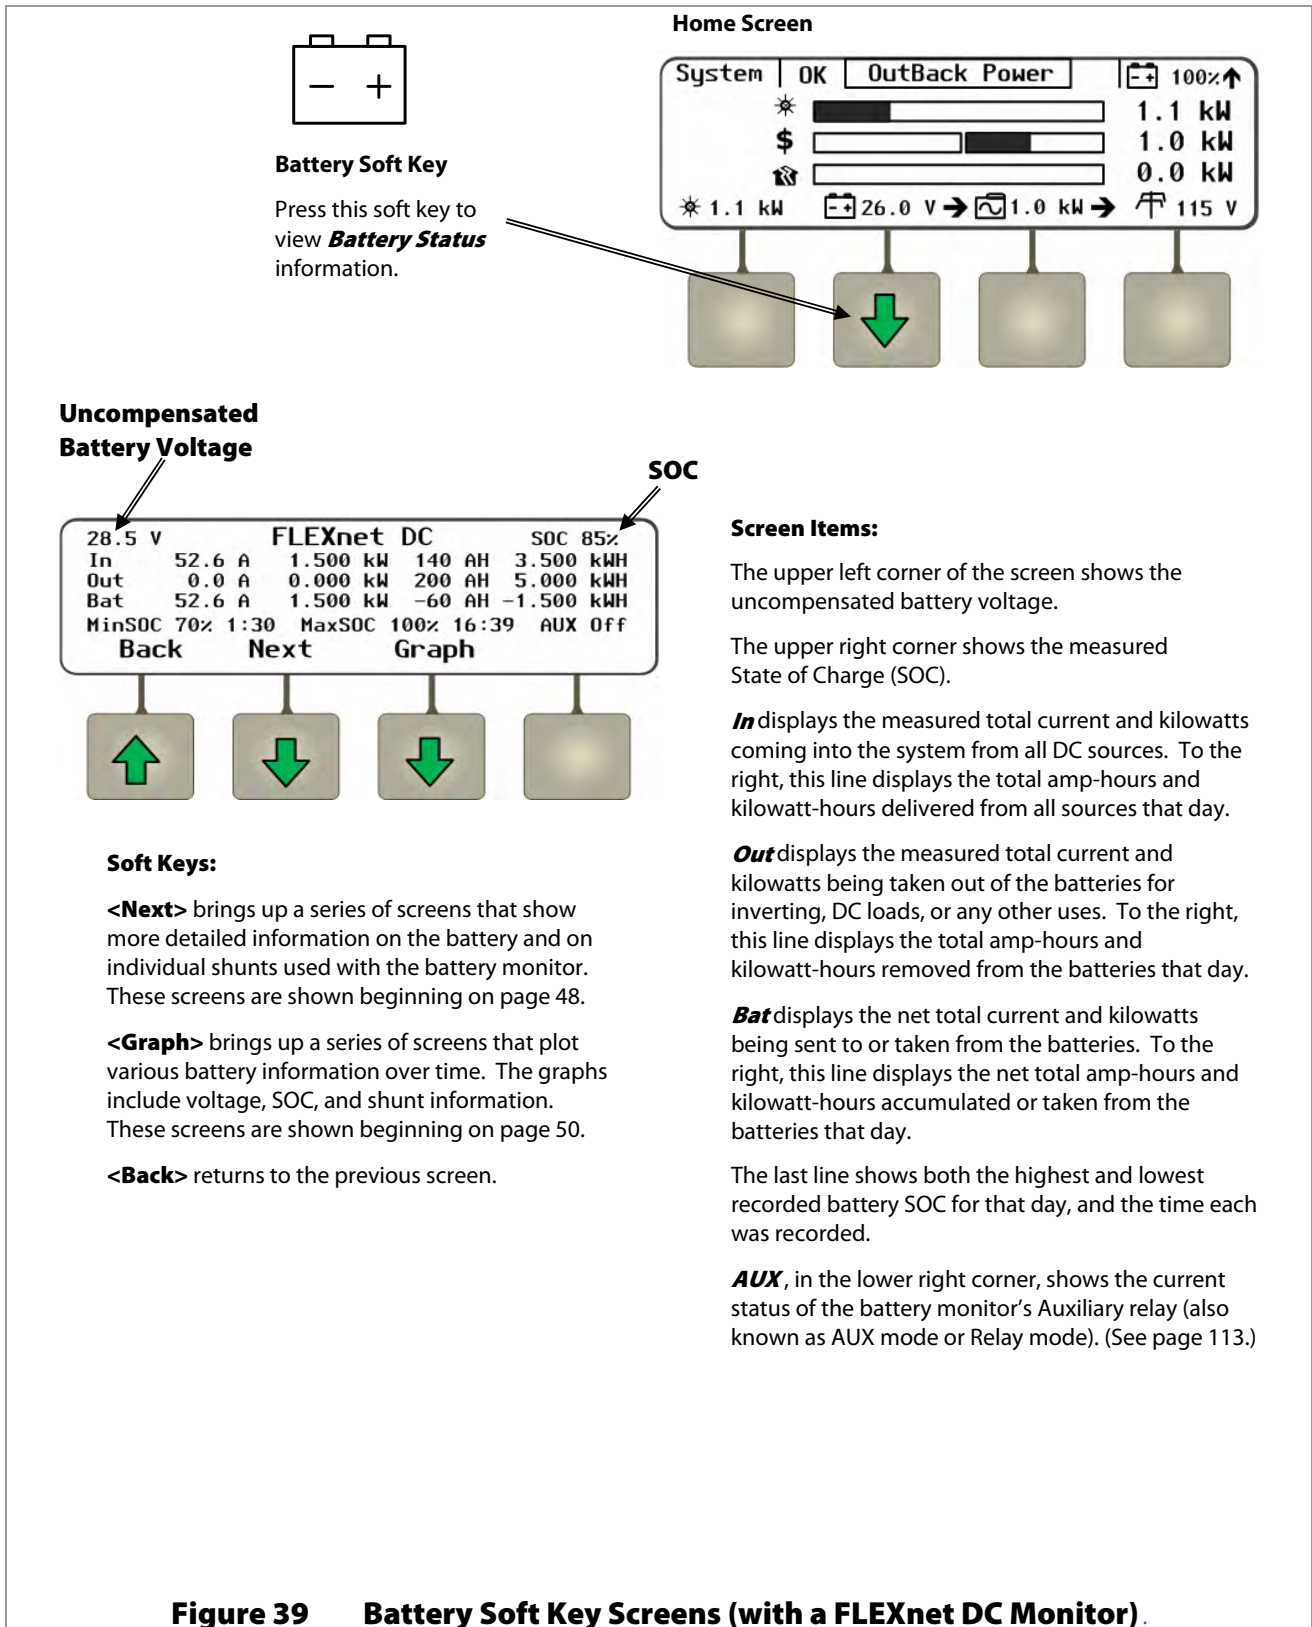 Home Screen
System | OK | OutBack Power | - + 100%↑
1.1 kW
$ 1.0 kW
0.0 kW
1.1 kW - + 26.0 V → 1.0 kW → 115 V
- +
Battery Soft Key
Press this soft key to
view Battery Status
information.
Uncompensated
Battery Voltage
SOC
28.5 V FLEXnet DC SOC 85%
In 52.6 A 1.500 kW 140 AH 3.500 kWH
Out 0.0 A 0.000 kW 200 AH 5.000 kWH
Bat 52.6 A 1.500 kW -60 AH -1.500 kWH
MinSOC 70% 1:30 MaxSOC 100% 16:39 AUX Off
Back Next Graph
Soft Keys:
<Next> brings up a series of screens that show
more detailed information on the battery and on
individual shunts used with the battery monitor.
These screens are shown beginning on page 48.
<Graph> brings up a series of screens that plot
various battery information over time. The graphs
include voltage, SOC, and shunt information.
These screens are shown beginning on page 50.
<Back> returns to the previous screen.
Screen Items:
The upper left corner of the screen shows the
uncompensated battery voltage.
The upper right corner shows the measured
State of Charge (SOC).
In displays the measured total current and kilowatts
coming into the system from all DC sources. To the
right, this line displays the total amp-hours and
kilowatt-hours delivered from all sources that day.
Out displays the measured total current and
kilowatts being taken out of the batteries for
inverting, DC loads, or any other uses. To the right,
this line displays the total amp-hours and
kilowatt-hours removed from the batteries that day.
Bat displays the net total current and kilowatts
being sent to or taken from the batteries. To the
right, this line displays the net total amp-hours and
kilowatt-hours accumulated or taken from the
batteries that day.
The last line shows both the highest and lowest
recorded battery SOC for that day, and the time each
was recorded.
AUX, in the lower right corner, shows the current
status of the battery monitor's Auxiliary relay (also
known as AUX mode or Relay mode). (See page 113.)
Figure 39 Battery Soft Key Screens (with a FLEXnet DC Monitor).